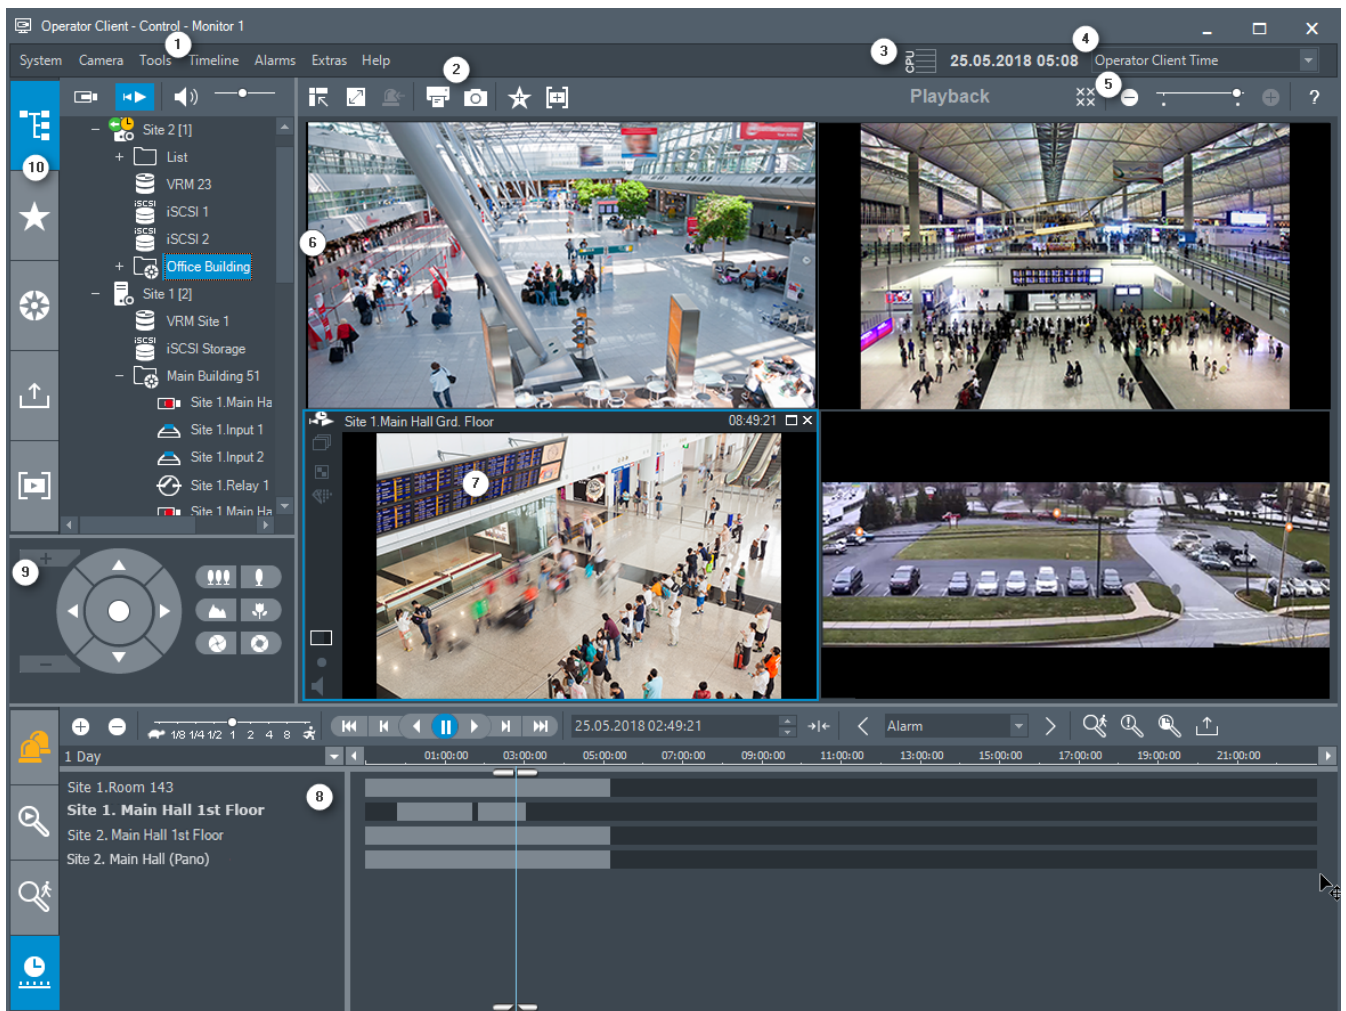 Operator Client - Control - Monitor 1
1
System Camera Tools Timeline Alarms Extras Help
2
3
CPU
25.05.2018 05:08
4
Operator Client Time
Playback
XX
XX
5
?
10
Site 2 [1]
List
VRM 23
iSCSI
iSCSI 1
iSCSI
iSCSI 2
Office Building
Site 1 [2]
VRM Site 1
iSCSI
iSCSI Storage
Main Building 51
Site 1.Main Ha
Site 1.Input 1
Site 1.Input 2
Site 1.Relay 1
Site 1 Main Ha
6
Site 1.Main Hall Grd. Floor 08:49:21
7
9
1/8 1/4 1/2 1 2 4 8
25.05.2018 02:49:21
Alarm
1 Day
01:00:00 03:00:00 05:00:00 07:00:00 09:00:00 11:00:00 13:00:00 15:00:00 17:00:00 19:00:00 21:00:00
8
Site 1.Room 143
Site 1. Main Hall 1st Floor
Site 2. Main Hall 1st Floor
Site 2. Main Hall (Pano)